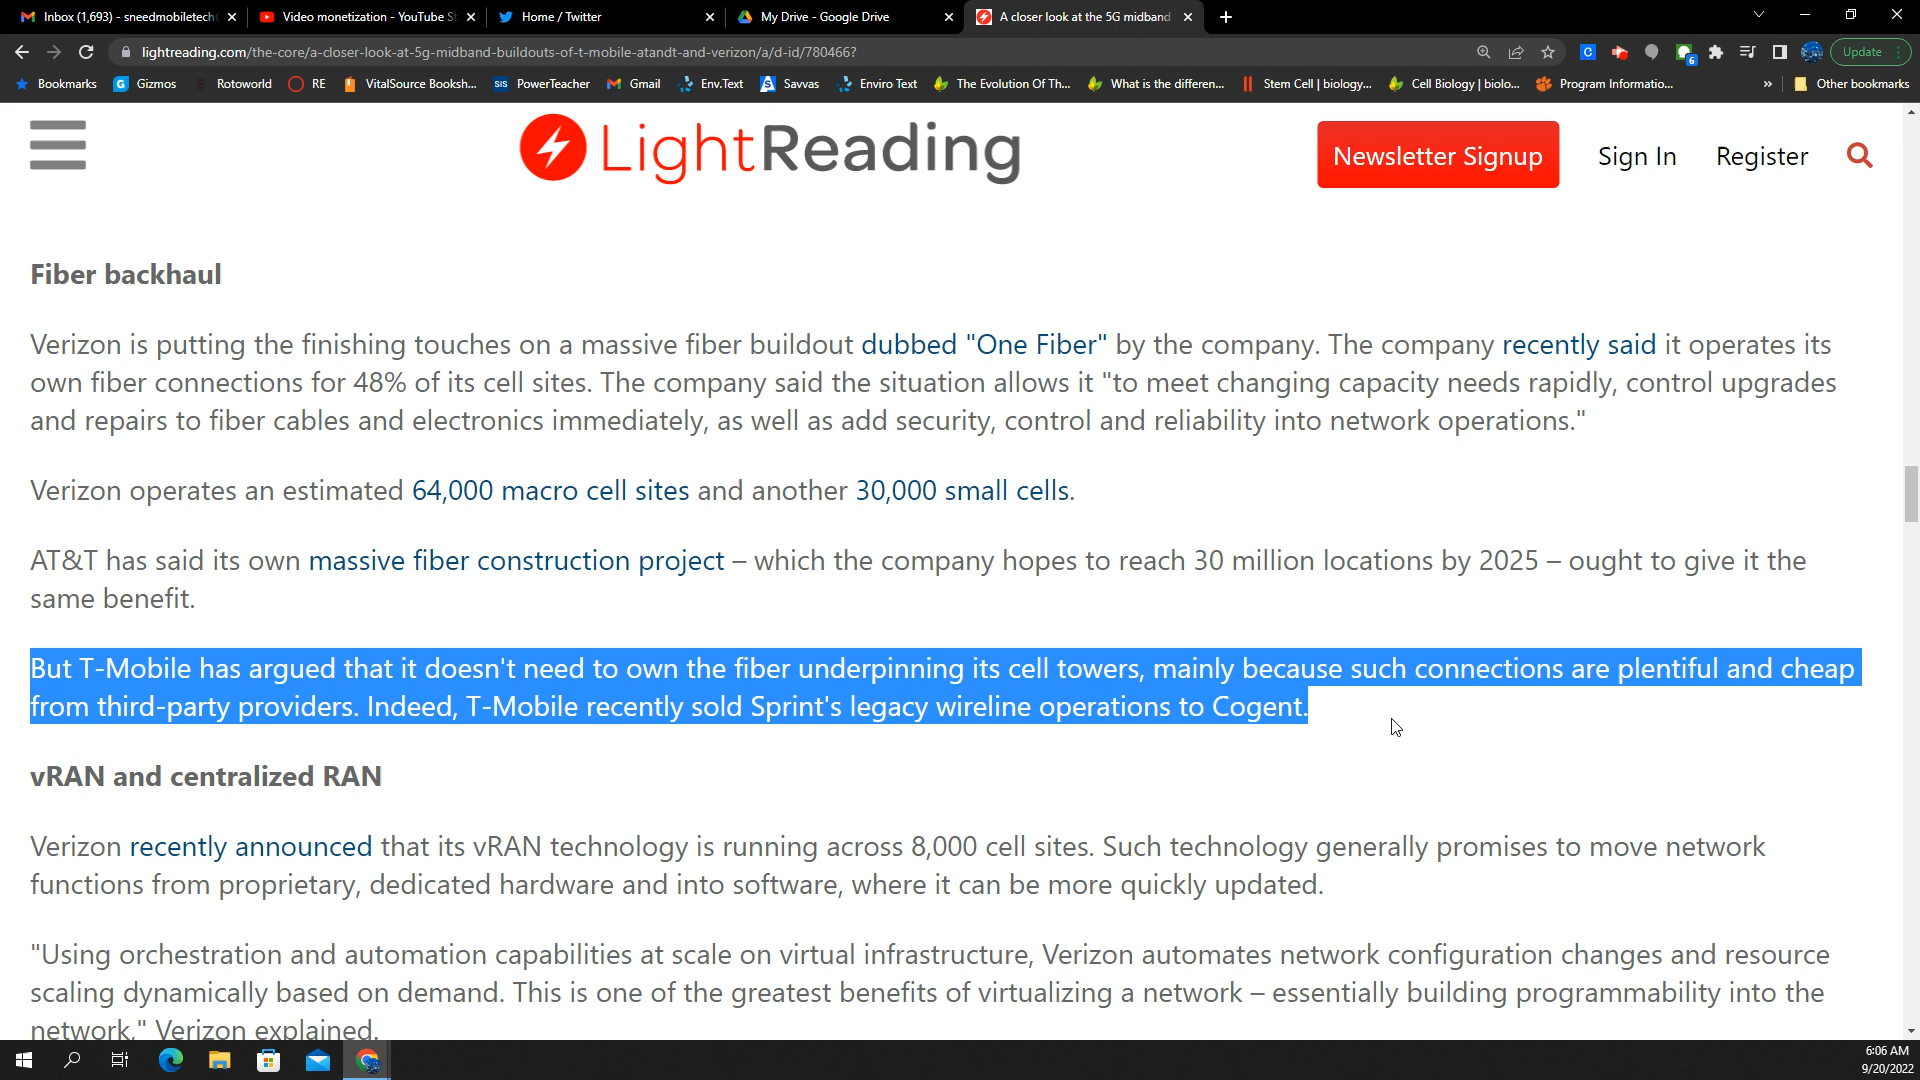 Inbox (1,693) - sneedmobiletech
Video monetization - YouTube St
Home / Twitter
My Drive - Google Drive
A closer look at the 5G midband
lightreading.com/the-core/a-closer-look-at-5g-midband-buildouts-of-t-mobile-atandt-and-verizon/a/d-id/780466?
6
Update
Bookmarks
G Gizmos
Rotoworld
RE
VitalSource Booksh...
SIS PowerTeacher
Gmail
Env.Text
Savvas
Enviro Text
The Evolution Of Th...
What is the differen...
Stem Cell | biology...
Cell Biology | biolo...
Program Informatio...
»
Other bookmarks
LightReading
Newsletter Signup
Sign In
Register
Fiber backhaul
Verizon is putting the finishing touches on a massive fiber buildout dubbed "One Fiber" by the company. The company recently said it operates its
own fiber connections for 48% of its cell sites. The company said the situation allows it "to meet changing capacity needs rapidly, control upgrades
and repairs to fiber cables and electronics immediately, as well as add security, control and reliability into network operations."
Verizon operates an estimated 64,000 macro cell sites and another 30,000 small cells.
AT&T has said its own massive fiber construction project – which the company hopes to reach 30 million locations by 2025 – ought to give it the
same benefit.
But T-Mobile has argued that it doesn't need to own the fiber underpinning its cell towers, mainly because such connections are plentiful and cheap
from third-party providers. Indeed, T-Mobile recently sold Sprint's legacy wireline operations to Cogent.
vRAN and centralized RAN
Verizon recently announced that its vRAN technology is running across 8,000 cell sites. Such technology generally promises to move network
functions from proprietary, dedicated hardware and into software, where it can be more quickly updated.
"Using orchestration and automation capabilities at scale on virtual infrastructure, Verizon automates network configuration changes and resource
scaling dynamically based on demand. This is one of the greatest benefits of virtualizing a network – essentially building programmability into the
network," Verizon explained.
6:06 AM
9/20/2022